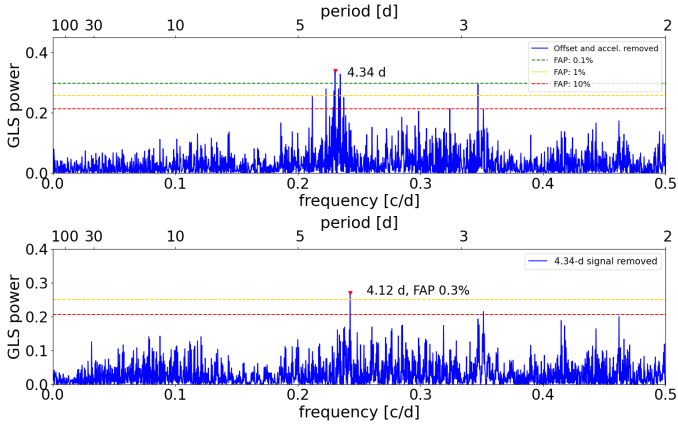 period [d]
100 30 10 5 3 2
GLS power
0.4
0.2
0.0
Offset and accel. removed
FAP: 0.1%
FAP: 1%
FAP: 10%
4.34 d
0.0 0.1 0.2 0.3 0.4 0.5
frequency [c/d]
period [d]
100 30 10 5 3 2
GLS power
0.4
0.3
0.2
0.1
0.0
4.34-d signal removed
4.12 d, FAP 0.3%
0.0 0.1 0.2 0.3 0.4 0.5
frequency [c/d]